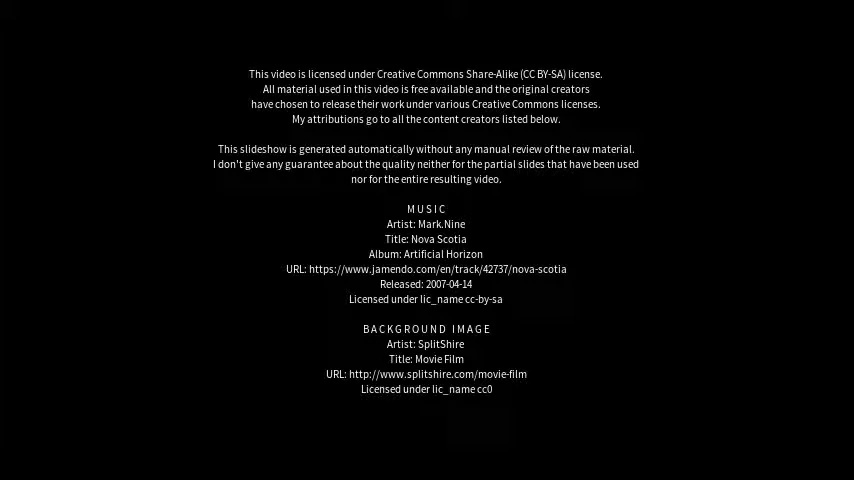 This video is licensed under Creative Commons Share-Alike (CC BY-SA) license.
All material used in this video is free available and the original creators
have chosen to release their work under various Creative Commons licenses.
My attributions go to all the content creators listed below.
This slideshow is generated automatically without any manual review of the raw material.
I don't give any guarantee about the quality neither for the partial slides that have been used
nor for the entire resulting video.
MUSIC
Artist: Mark.Nine
Title: Nova Scotia
Album: Artificial Horizon
URL: https://www.jamendo.com/en/track/42737/nova-scotia
Released: 2007-04-14
Licensed under lic_name cc-by-sa
BACKGROUND IMAGE
Artist: SplitShire
Title: Movie Film
URL: http://www.splitshire.com/movie-film
Licensed under lic_name cc0